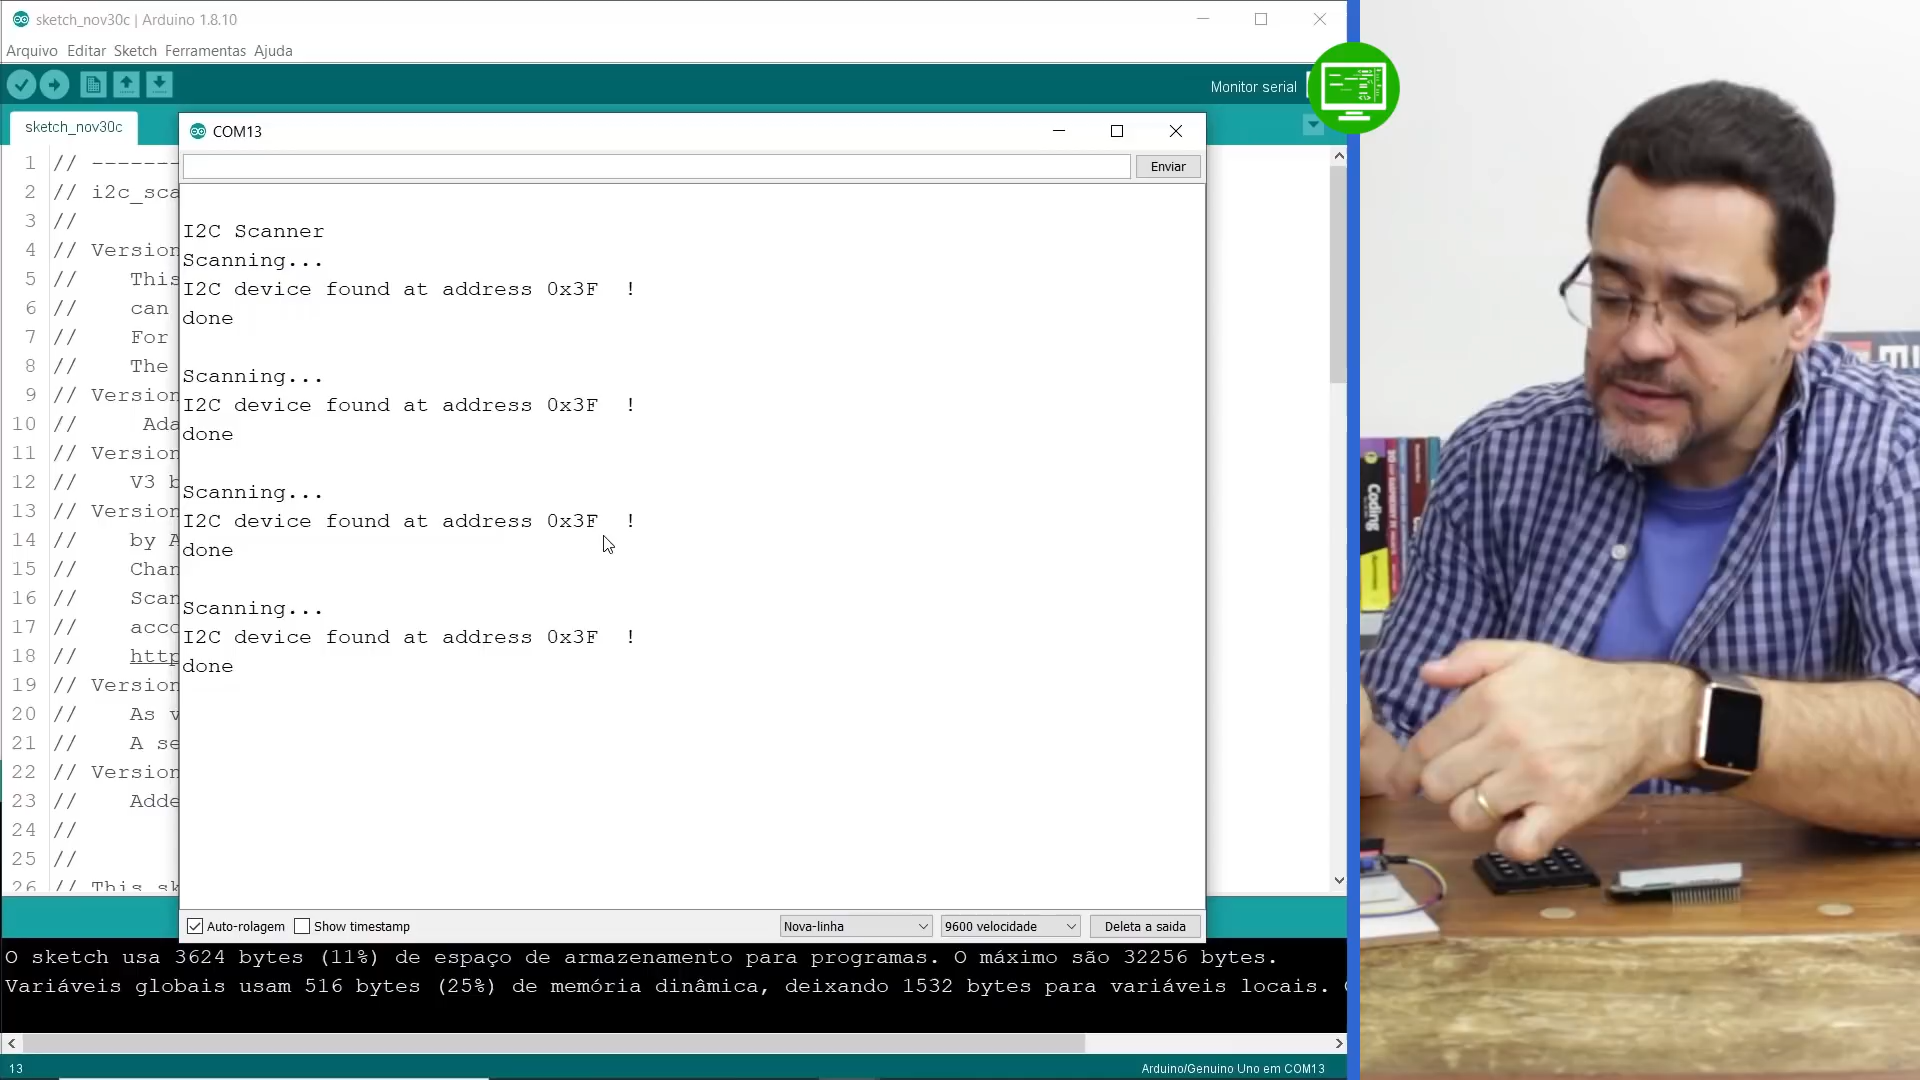 sketch_nov30c | Arduino 1.8.10
Arquivo Editar Sketch Ferramentas Ajuda
Monitor serial
sketch_nov30c
COM13
Enviar
1 // -------
2 // i2c_sca
3 //
4 // Version
5 // This
6 // can
7 // For
8 // The
9 // Version
10 // Ada
11 // Version
12 // V3 b
13 // Version
14 // by A
15 // Chan
16 // Scan
17 // acco
18 // http
19 // Version
20 // As v
21 // A se
22 // Version
23 // Adde
24 //
25 //
26 // This sk
I2C Scanner
Scanning...
I2C device found at address 0x3F !
done
Scanning...
I2C device found at address 0x3F !
done
Scanning...
I2C device found at address 0x3F !
done
Scanning...
I2C device found at address 0x3F !
done
Auto-rolagem Show timestamp Nova-linha 9600 velocidade Deleta a saida
O sketch usa 3624 bytes (11%) de espaço de armazenamento para programas. O máximo são 32256 bytes.
Variáveis globais usam 516 bytes (25%) de memória dinâmica, deixando 1532 bytes para variáveis locais.
13
Arduino/Genuino Uno em COM13
Coding